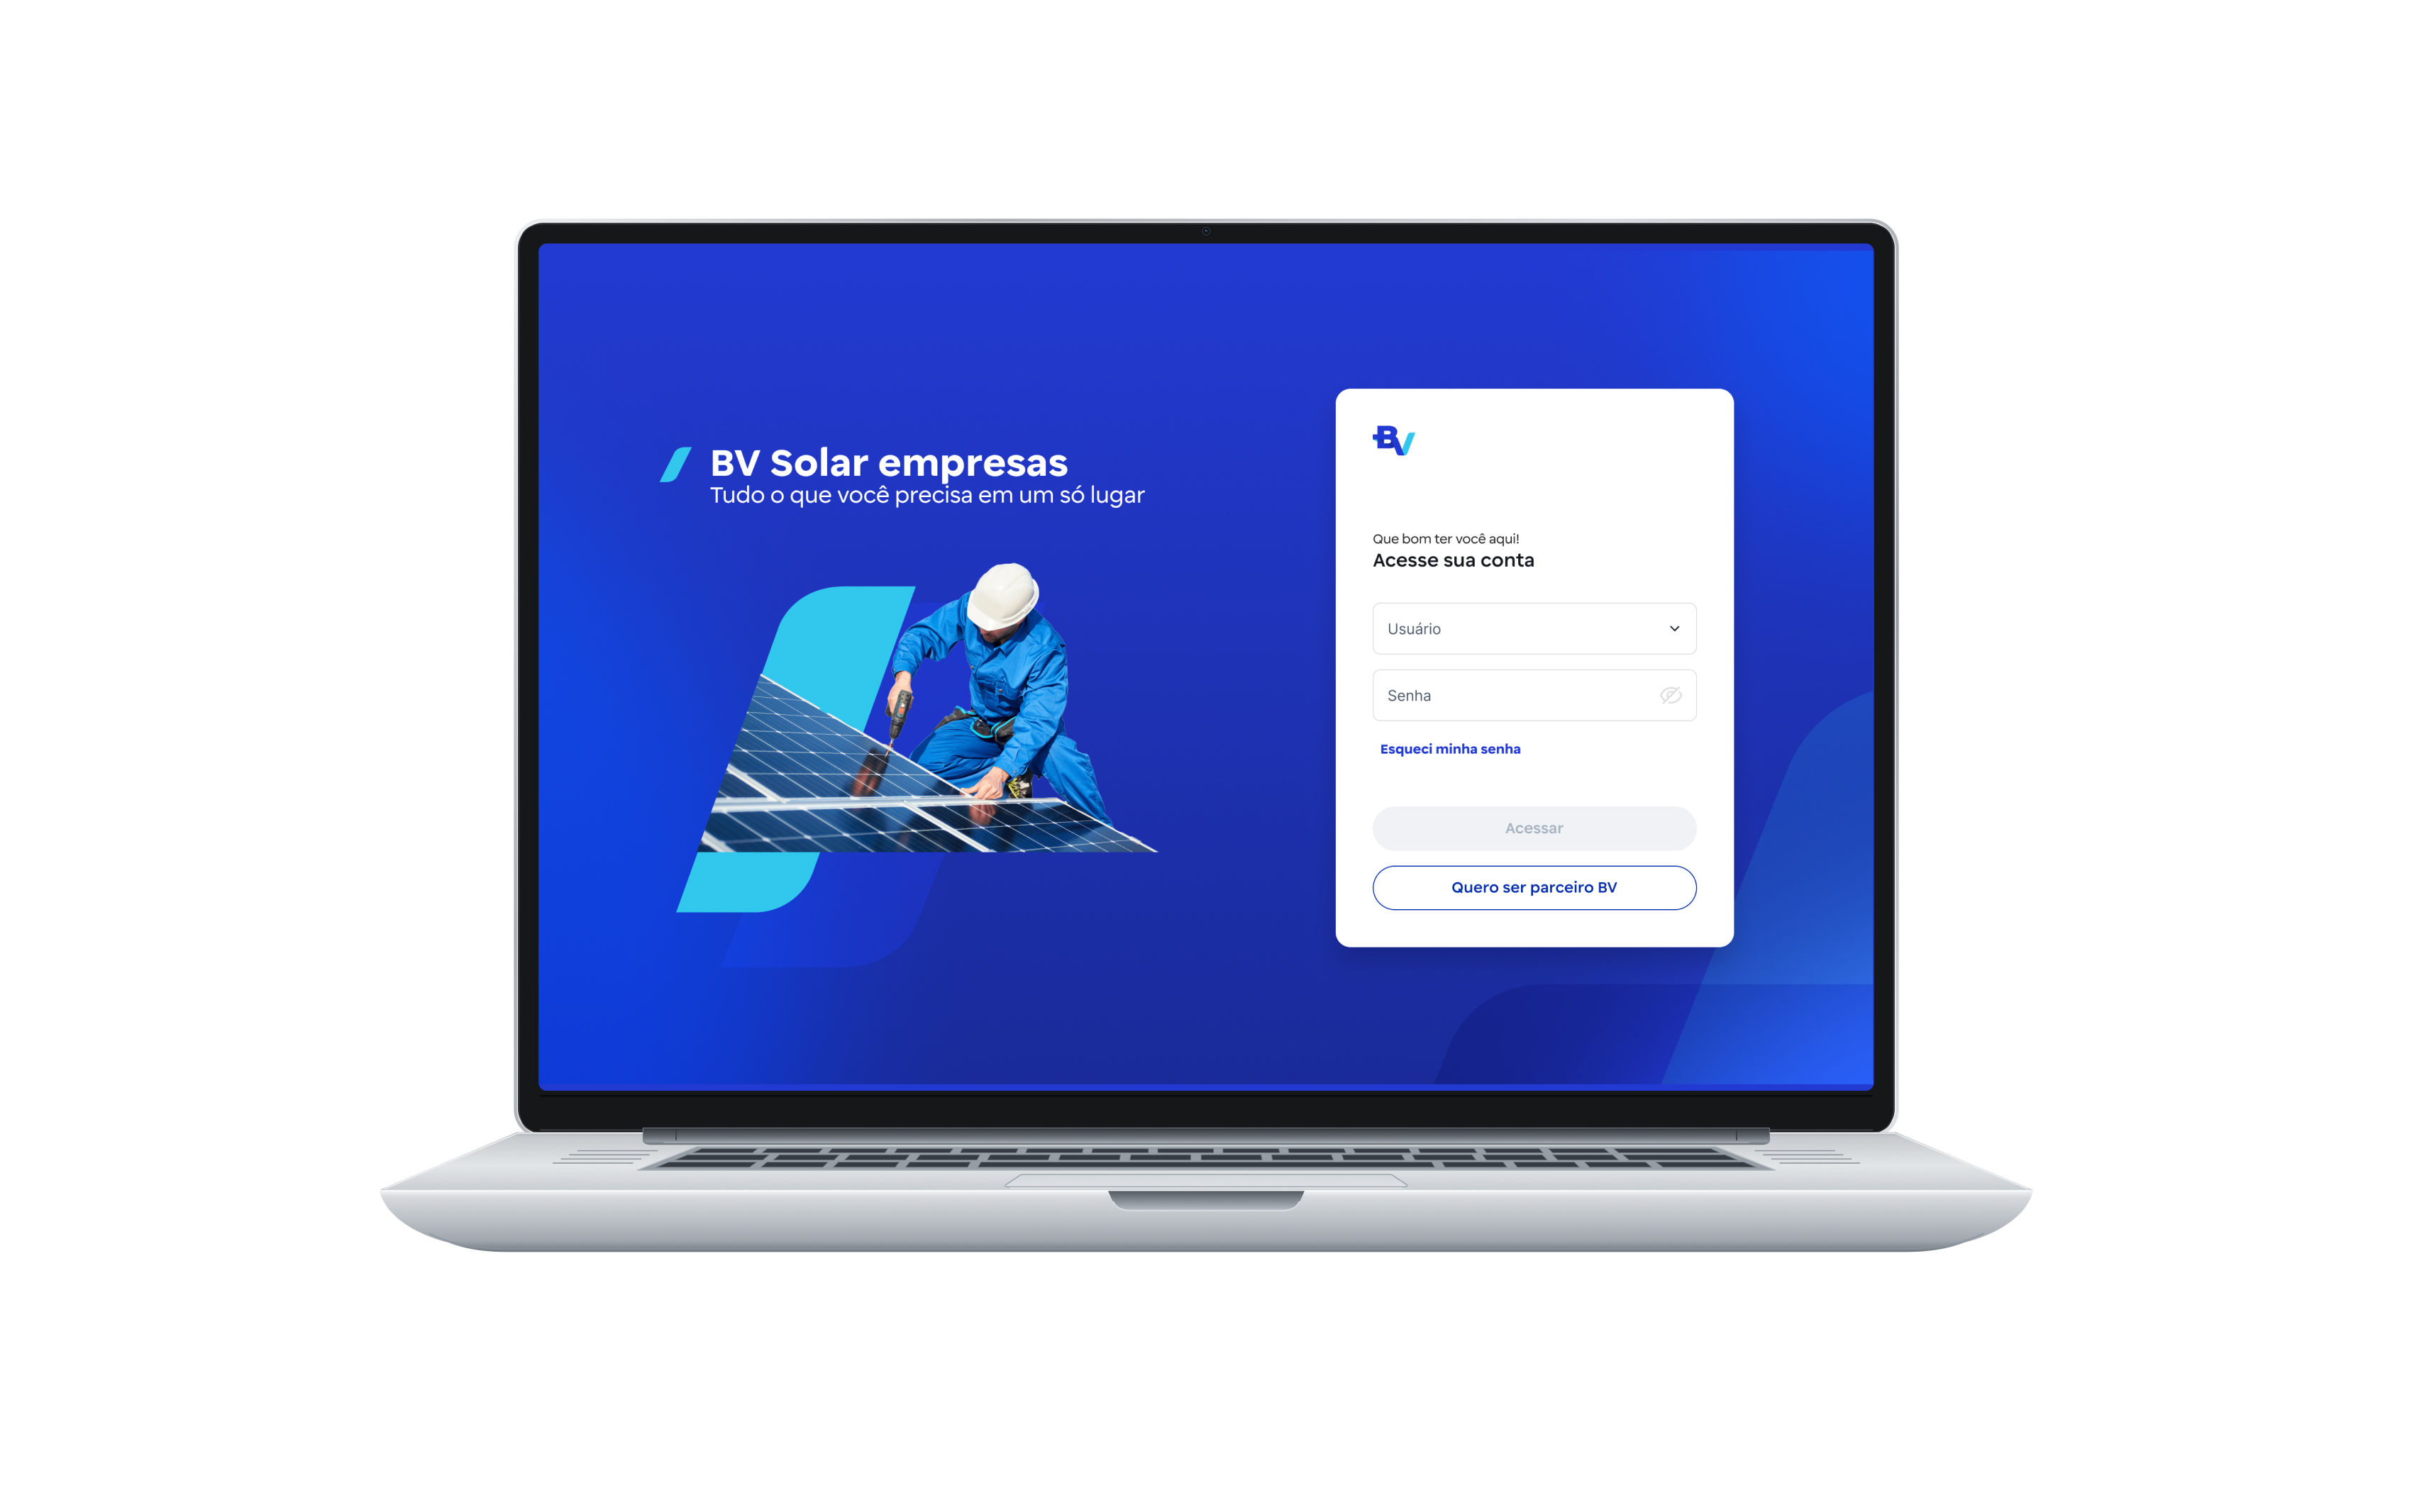 BV Solar empresas
Tudo o que você precisa em um só lugar
BV
Que bom ter você aqui!
Acesse sua conta
Usuário
Senha
Esqueci minha senha
Acessar
Quero ser parceiro BV